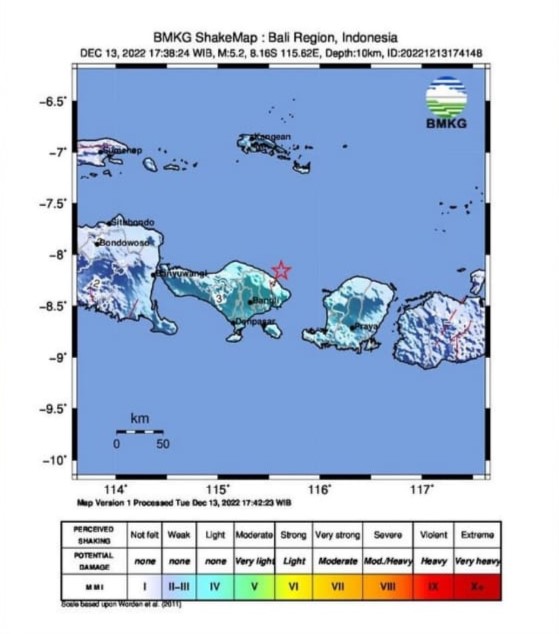 BMKG ShakeMap : Bali Region, Indonesia
DEC 13, 2022 17:38:24 WIB, M:5.2, 8.16S 115.62E, Depth:10km, ID:20221213174148
BMKG
−6.5°
Kangean
−7°
Sumenep
−7.5°
Situbondo
Bondowoso
−8°
Banyuwangi
2
3
Bangli
−8.5°
Denpasar
Praya
−9°
−9.5°
km
0 50
−10°
114° 115° 116° 117°
Map Version 1 Processed Tue Dec 13, 2022 17:42:23 WIB
PERCEIVED SHAKING Not felt Weak Light Moderate Strong Very strong Severe Violent Extreme
POTENTIAL DAMAGE none none none Very light Light Moderate Mod./Heavy Heavy Very heavy
MMI I II–III IV V VI VII VIII IX X+
Scale based upon Worden et al. (2011)